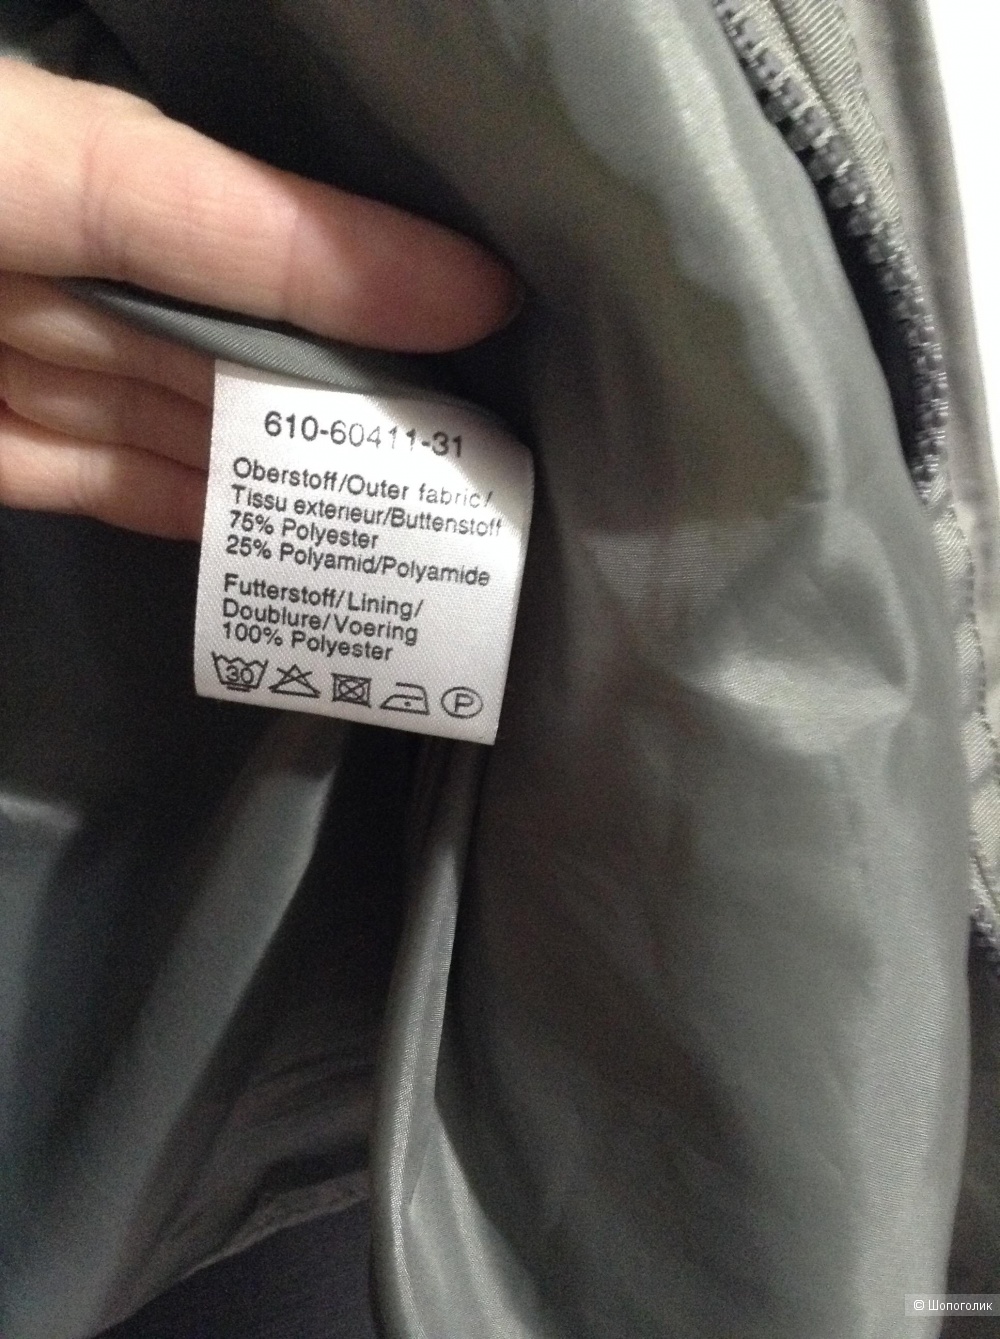 610-60411-31
Oberstoff/Outer fabric/
Tissu exterieur/Buttenstoff
75% Polyester
25% Polyamid/Polyamide
Futterstoff/Lining/
Doublure/Voering
100% Polyester
30 P
© Шопоголик